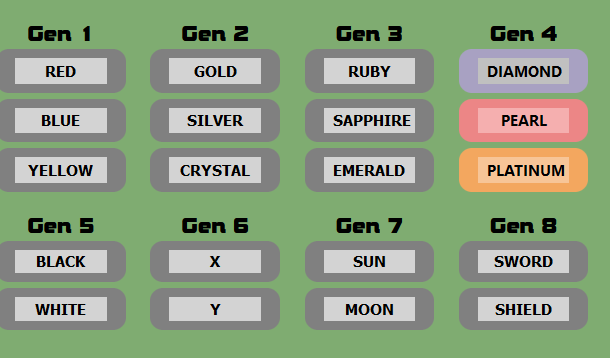 Gen 1 Gen 2 Gen 3 Gen 4
RED GOLD RUBY DIAMOND
BLUE SILVER SAPPHIRE PEARL
YELLOW CRYSTAL EMERALD PLATINUM
Gen 5 Gen 6 Gen 7 Gen 8
BLACK X SUN SWORD
WHITE Y MOON SHIELD